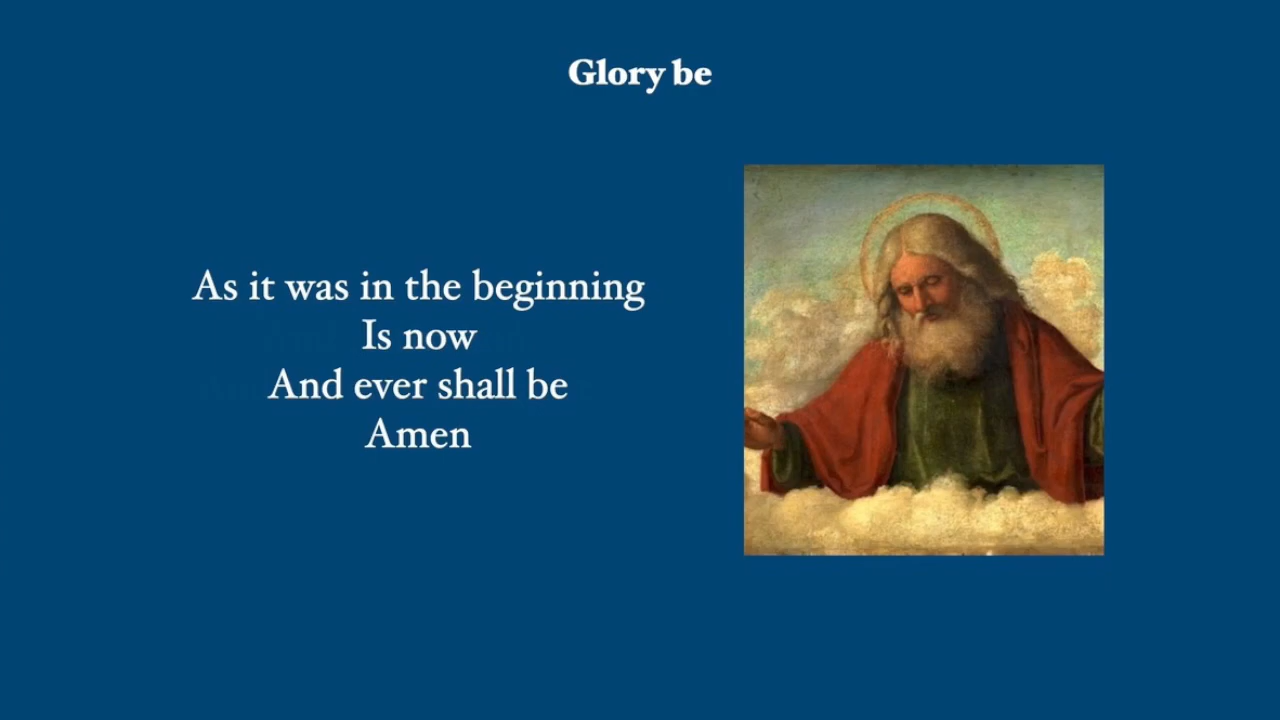 Glory be
As it was in the beginning
Is now
And ever shall be
Amen